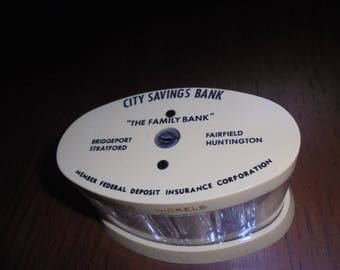 CITY SAVINGS BANK
"THE FAMILY BANK"
BRIDGEPORT
STRATFORD
FAIRFIELD
HUNTINGTON
MEMBER FEDERAL DEPOSIT INSURANCE CORPORATION
NICKELS